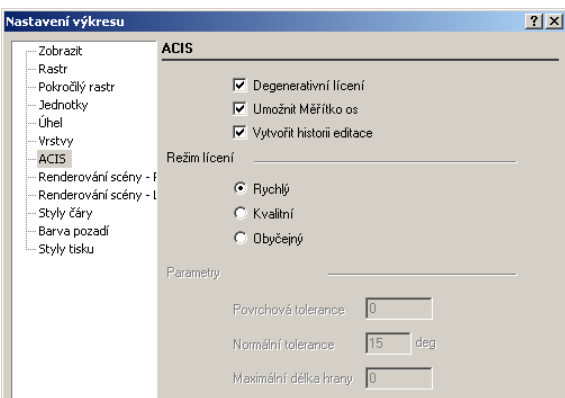 Nastavení výkresu
Zobrazit
Rastr
Pokročilý rastr
Jednotky
Úhel
Vrstvy
ACIS
Renderování scény -
Renderování scény -
Styly čáry
Barva pozadí
Styly tisku
ACIS
Degenerativní lícení
Umožnit Měřítko os
Vytvořit historii editace
Režim lícení
Rychlý
Kvalitní
Obyčejný
Parametry
Povrchová tolerance 0
Normální tolerance 15 deg
Maximální délka hrany 0